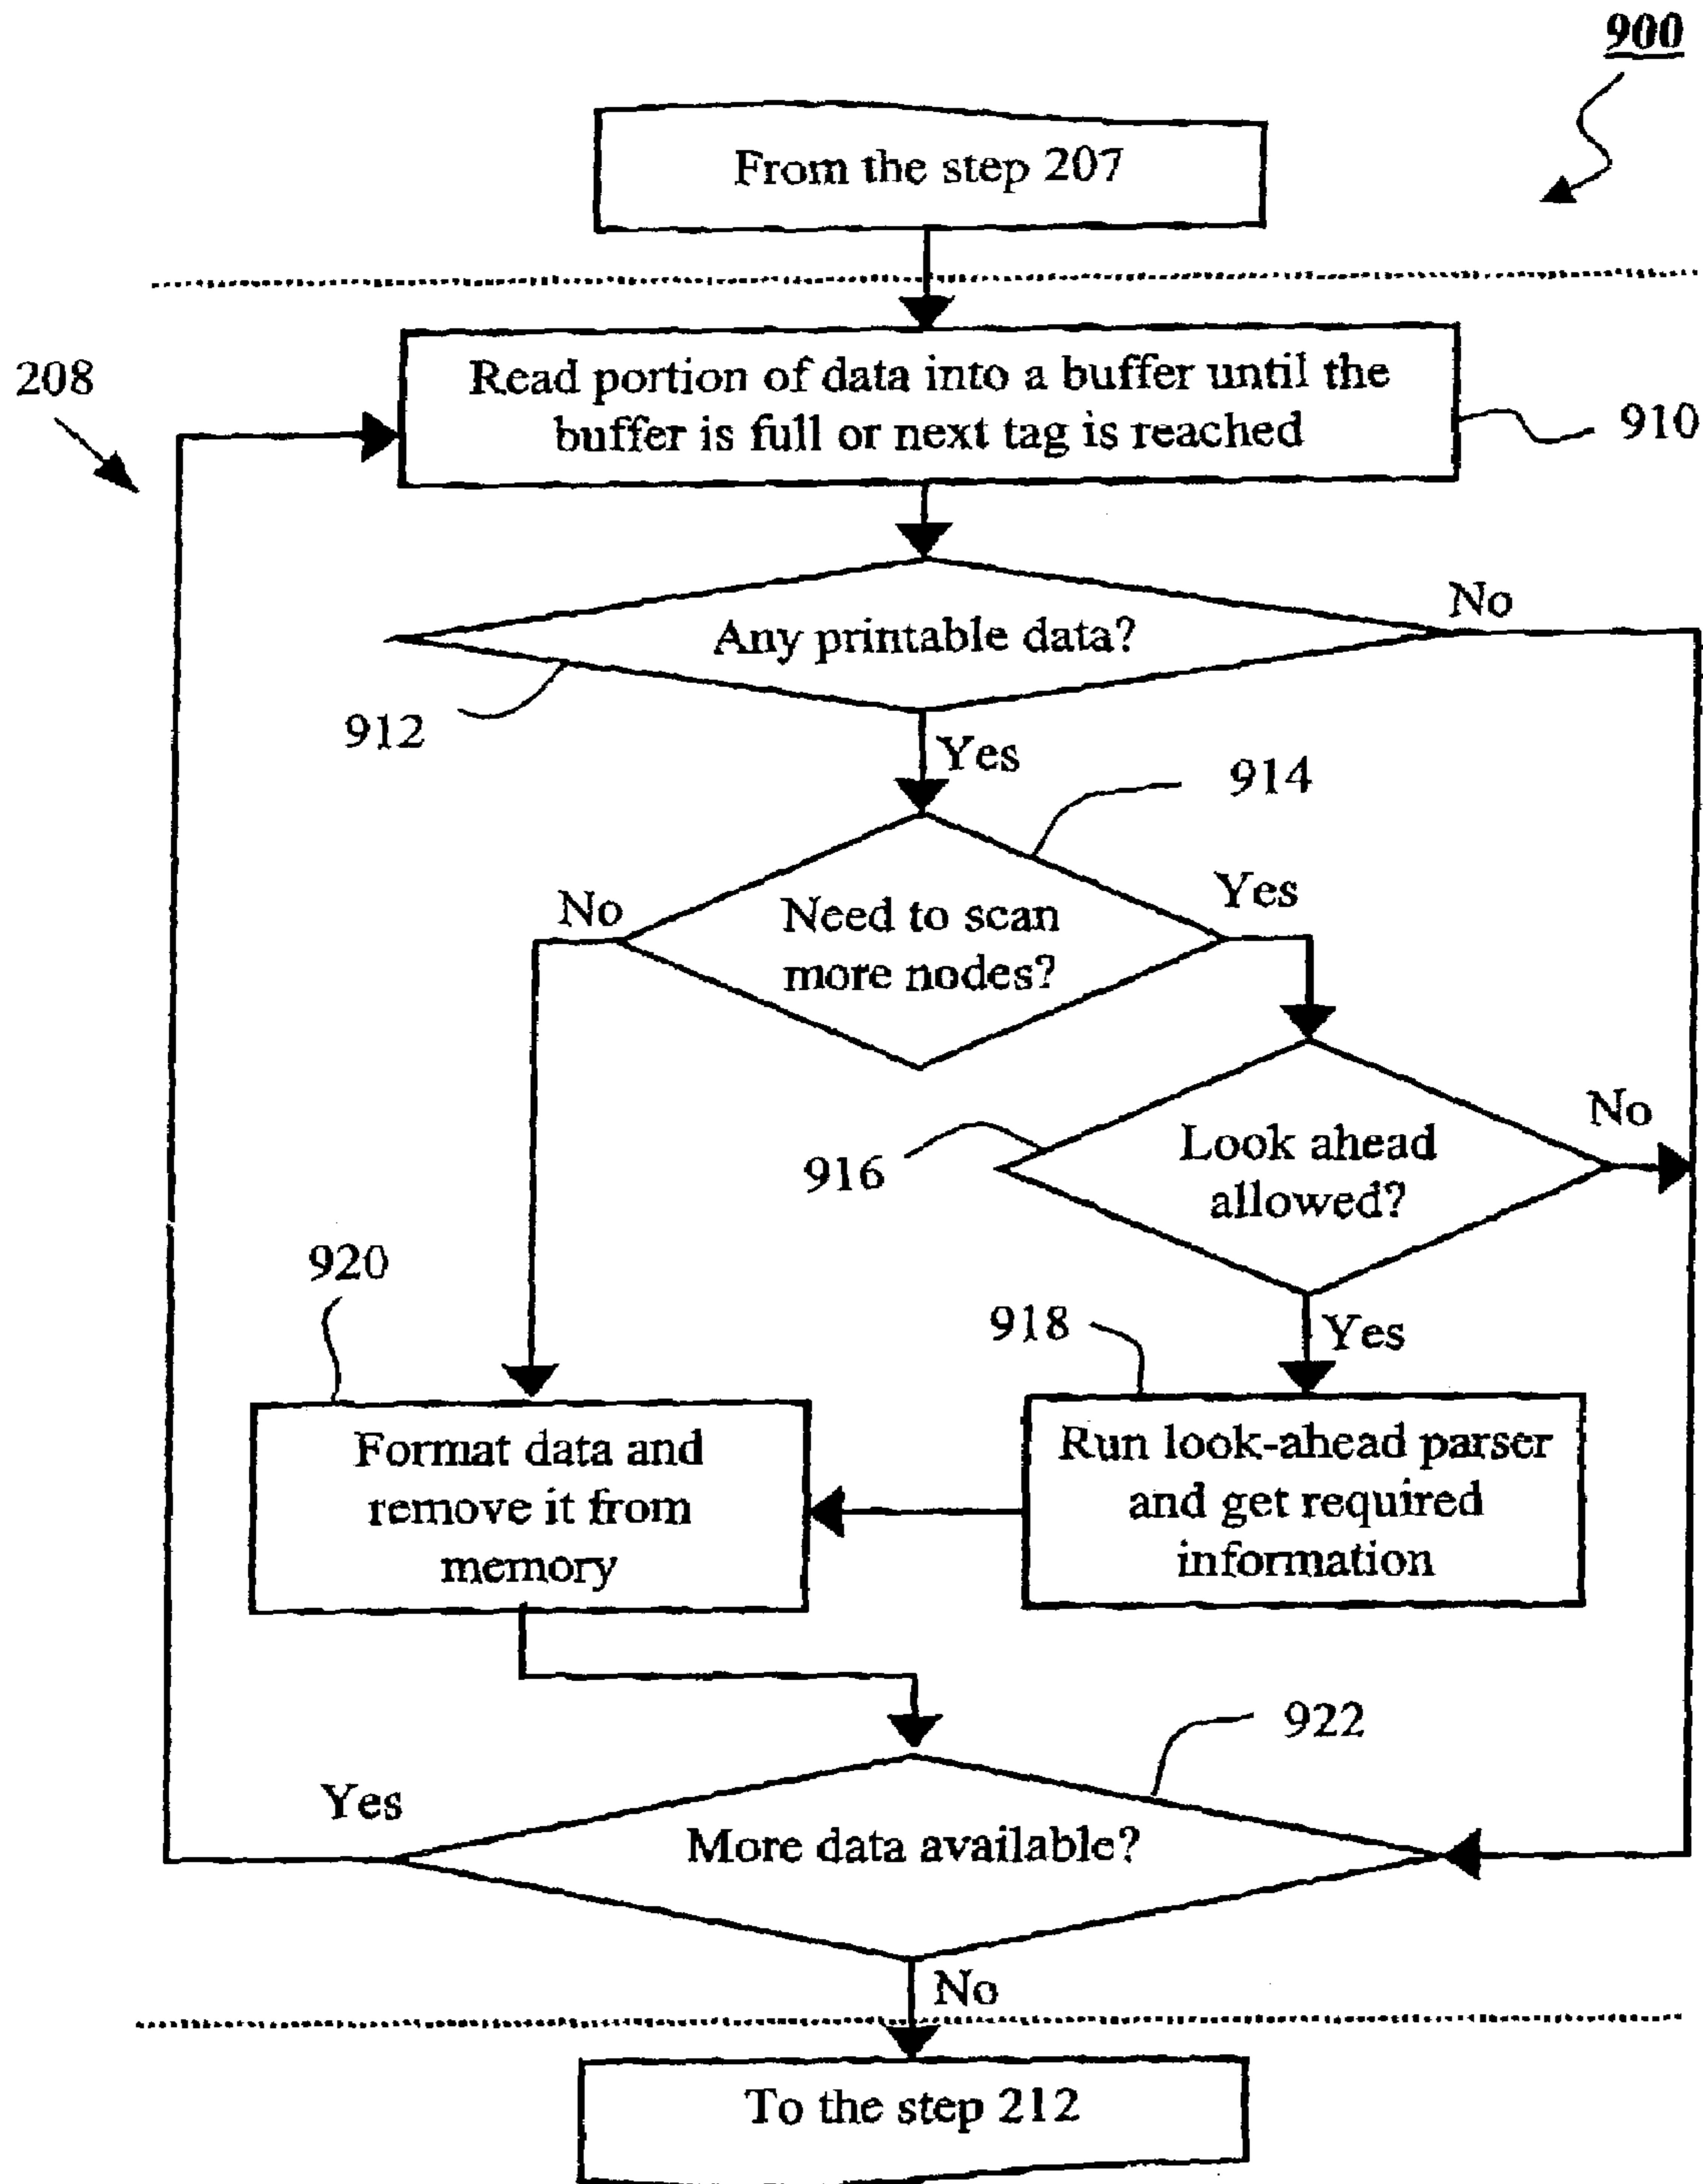 900
From the step 207
208
Read portion of data into a buffer until the
buffer is full or next tag is reached
910
No
Any printable data?
912
Yes
914
No
Yes
Need to scan
more nodes?
No
Look ahead
allowed?
916
920
918
Yes
Format data and
remove it from
memory
Run look-ahead parser
and get required
information
922
Yes
More data available?
No
To the step 212